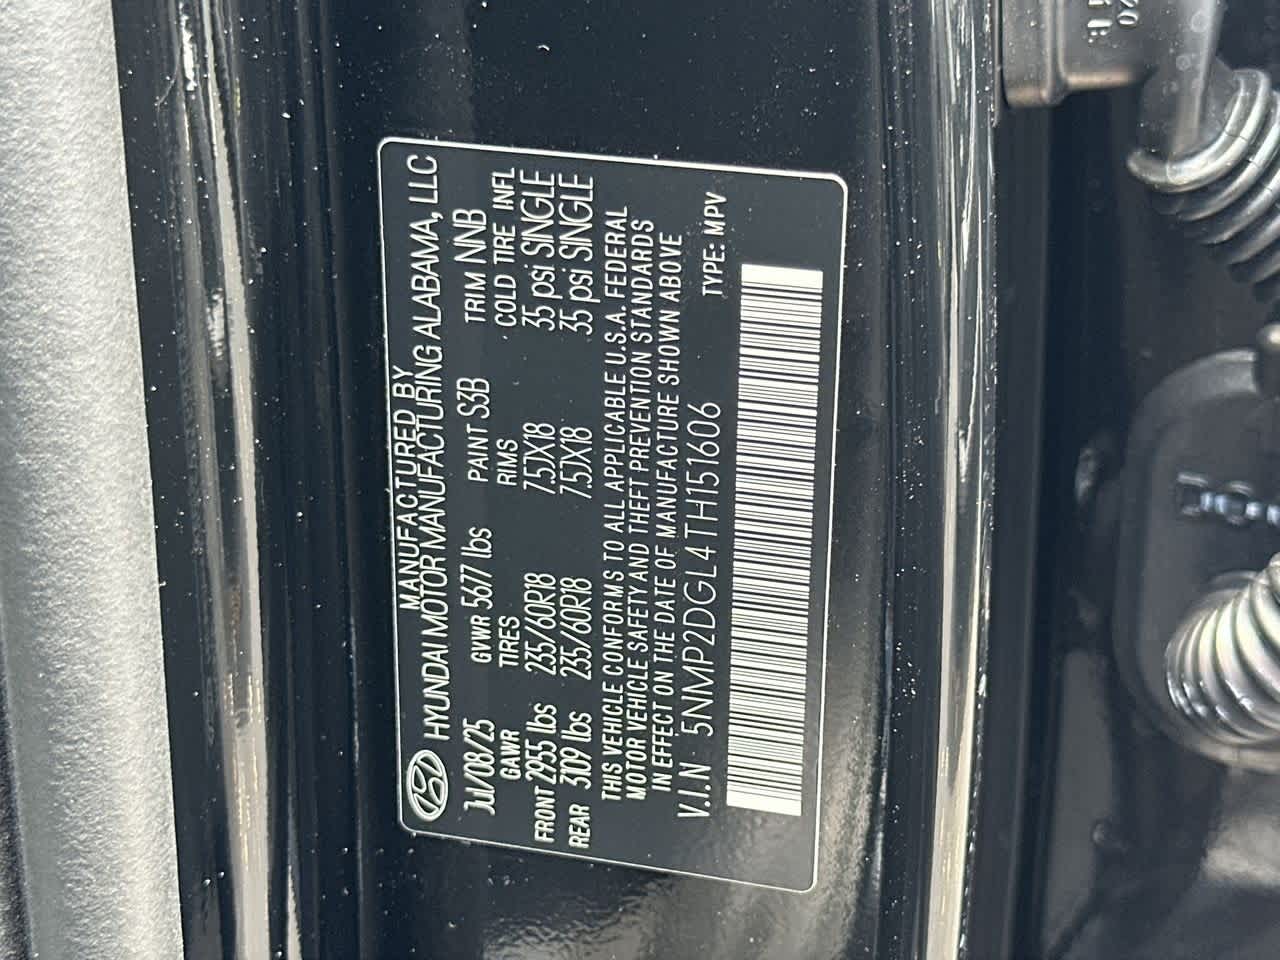 MANUFACTURED BY
HYUNDAI MOTOR MANUFACTURING ALABAMA, LLC
JU/08/25 GVWR 5677 lbs PAINT S3B TRIM NNB
GAWR TIRES RIMS COLD TIRE INFL
FRONT 2955 lbs 235/60R18 7.5JX18 35 psi SINGLE
REAR 3109 lbs 235/60R18 7.5JX18 35 psi SINGLE
THIS VEHICLE CONFORMS TO ALL APPLICABLE U.S.A. FEDERAL
MOTOR VEHICLE SAFETY AND THEFT PREVENTION STANDARDS
IN EFFECT ON THE DATE OF MANUFACTURE SHOWN ABOVE
V.I.N 5NMP2DGL4TH151606 TYPE: MPV